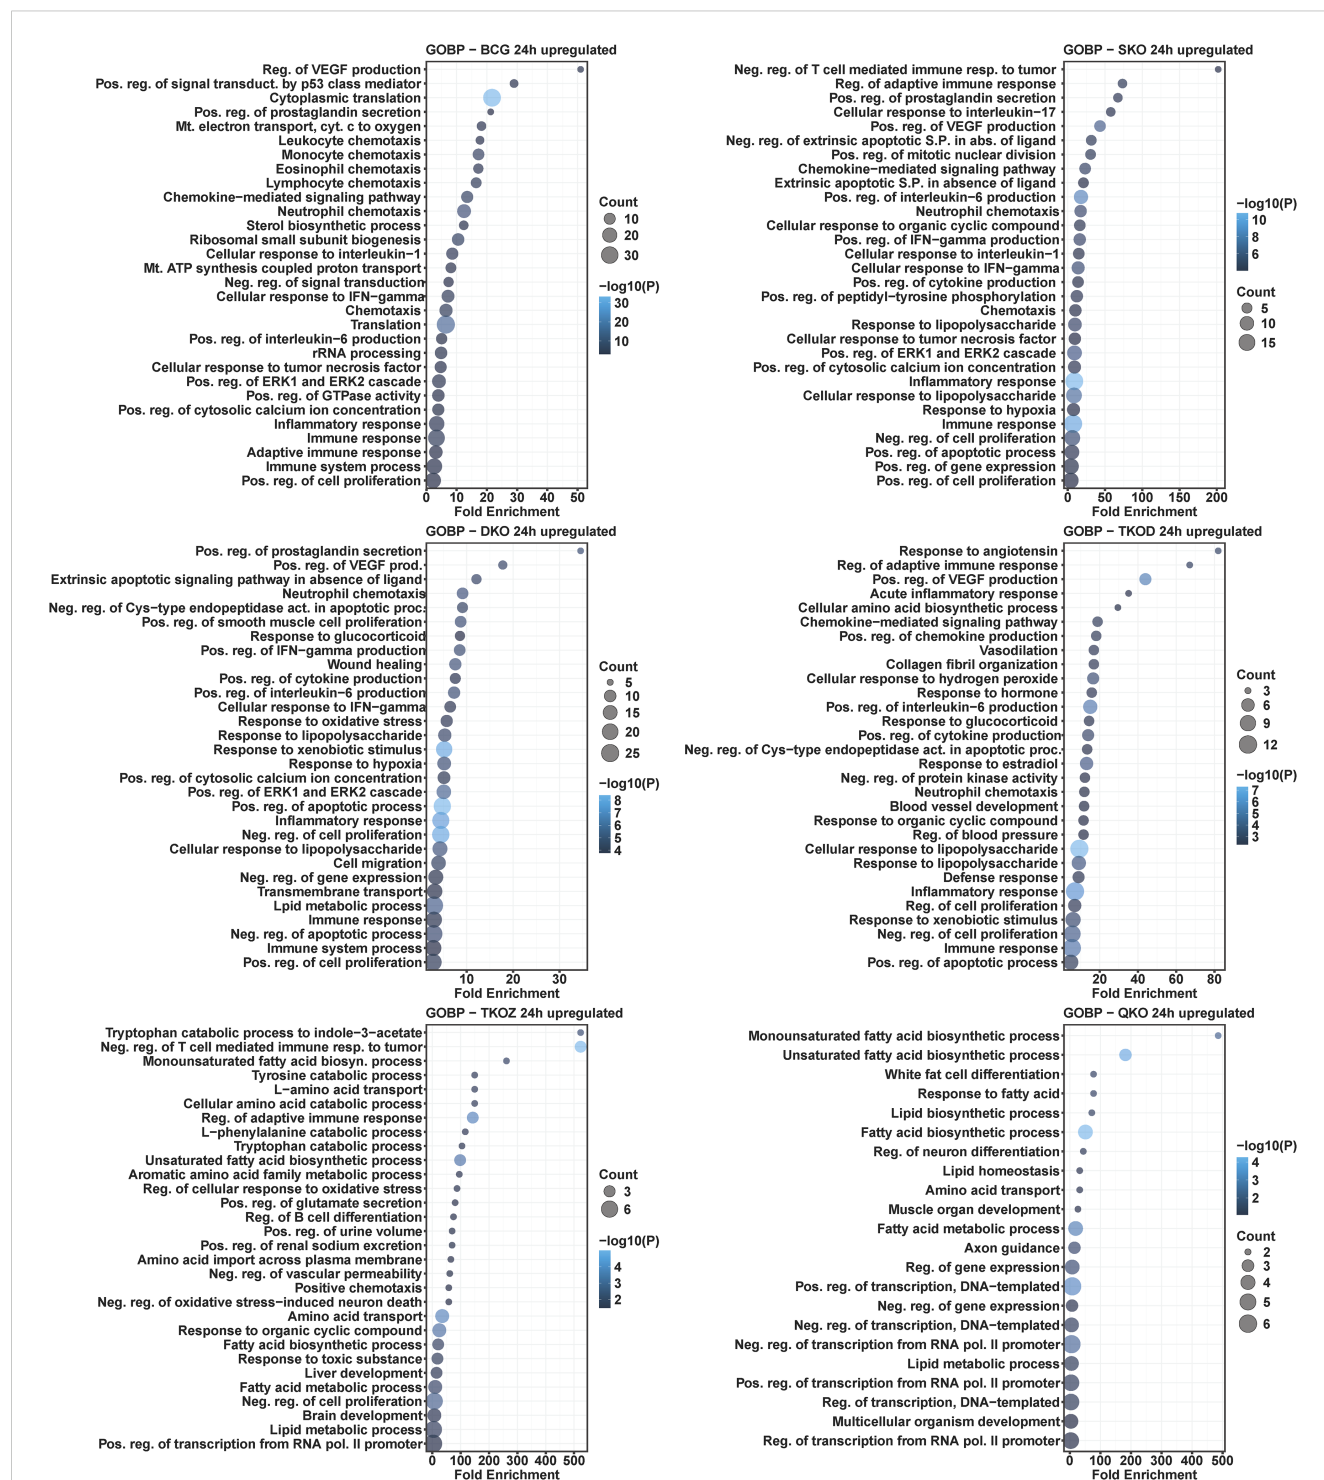 GOBP − BCG 24h upregulated
Reg. of VEGF production
Pos. reg. of signal transduct. by p53 class mediator
Cytoplasmic translation
Pos. reg. of prostaglandin secretion
Mt. electron transport, cyt. c to oxygen
Leukocyte chemotaxis
Monocyte chemotaxis
Eosinophil chemotaxis
Lymphocyte chemotaxis
Chemokine−mediated signaling pathway
Neutrophil chemotaxis
Sterol biosynthetic process
Ribosomal small subunit biogenesis
Cellular response to interleukin−1
Mt. ATP synthesis coupled proton transport
Neg. reg. of signal transduction
Cellular response to IFN−gamma
Chemotaxis
Translation
Pos. reg. of interleukin−6 production
rRNA processing
Cellular response to tumor necrosis factor
Pos. reg. of ERK1 and ERK2 cascade
Pos. reg. of GTPase activity
Pos. reg. of cytosolic calcium ion concentration
Inflammatory response
Immune response
Adaptive immune response
Immune system process
Pos. reg. of cell proliferation
0 10 20 30 40 50
Fold Enrichment
Count
10
20
30
−log10(P)
30
20
10
GOBP − SKO 24h upregulated
Neg. reg. of T cell mediated immune resp. to tumor
Reg. of adaptive immune response
Pos. reg. of prostaglandin secretion
Cellular response to interleukin−17
Pos. reg. of VEGF production
Neg. reg. of extrinsic apoptotic S.P. in abs. of ligand
Pos. reg. of mitotic nuclear division
Chemokine−mediated signaling pathway
Extrinsic apoptotic S.P. in absence of ligand
Pos. reg. of interleukin−6 production
Neutrophil chemotaxis
Cellular response to organic cyclic compound
Pos. reg. of IFN−gamma production
Cellular response to interleukin−1
Cellular response to IFN−gamma
Pos. reg. of cytokine production
Pos. reg. of peptidyl−tyrosine phosphorylation
Chemotaxis
Response to lipopolysaccharide
Cellular response to tumor necrosis factor
Pos. reg. of ERK1 and ERK2 cascade
Pos. reg. of cytosolic calcium ion concentration
Inflammatory response
Cellular response to lipopolysaccharide
Response to hypoxia
Immune response
Neg. reg. of cell proliferation
Pos. reg. of apoptotic process
Pos. reg. of gene expression
Pos. reg. of cell proliferation
0 50 100 150 200
Fold Enrichment
−log10(P)
10
8
6
Count
5
10
15
GOBP − DKO 24h upregulated
Pos. reg. of prostaglandin secretion
Pos. reg. of VEGF prod.
Extrinsic apoptotic signaling pathway in absence of ligand
Neutrophil chemotaxis
Neg. reg. of Cys−type endopeptidase act. in apoptotic proc.
Pos. reg. of smooth muscle cell proliferation
Response to glucocorticoid
Pos. reg. of IFN−gamma production
Wound healing
Pos. reg. of cytokine production
Pos. reg. of interleukin−6 production
Cellular response to IFN−gamma
Response to oxidative stress
Response to lipopolysaccharide
Response to xenobiotic stimulus
Response to hypoxia
Pos. reg. of cytosolic calcium ion concentration
Pos. reg. of ERK1 and ERK2 cascade
Pos. reg. of apoptotic process
Inflammatory response
Neg. reg. of cell proliferation
Cellular response to lipopolysaccharide
Cell migration
Neg. reg. of gene expression
Transmembrane transport
Lpid metabolic process
Immune response
Neg. reg. of apoptotic process
Immune system process
Pos. reg. of cell proliferation
10 20 30
Fold Enrichment
Count
5
10
15
20
25
−log10(P)
8
7
6
5
4
GOBP − TKOD 24h upregulated
Response to angiotensin
Reg. of adaptive immune response
Pos. reg. of VEGF production
Acute inflammatory response
Cellular amino acid biosynthetic process
Chemokine−mediated signaling pathway
Pos. reg. of chemokine production
Vasodilation
Collagen fibril organization
Cellular response to hydrogen peroxide
Response to hormone
Pos. reg. of interleukin−6 production
Response to glucocorticoid
Pos. reg. of cytokine production
Neg. reg. of Cys−type endopeptidase act. in apoptotic proc.
Response to estradiol
Neg. reg. of protein kinase activity
Neutrophil chemotaxis
Blood vessel development
Response to organic cyclic compound
Reg. of blood pressure
Cellular response to lipopolysaccharide
Response to lipopolysaccharide
Defense response
Inflammatory response
Reg. of cell proliferation
Response to xenobiotic stimulus
Neg. reg. of cell proliferation
Immune response
Pos. reg. of apoptotic process
20 40 60 80
Fold Enrichment
Count
3
6
9
12
−log10(P)
7
6
5
4
3
GOBP − TKOZ 24h upregulated
Tryptophan catabolic process to indole−3−acetate
Neg. reg. of T cell mediated immune resp. to tumor
Monounsaturated fatty acid biosyn. process
Tyrosine catabolic process
L−amino acid transport
Cellular amino acid catabolic process
Reg. of adaptive immune response
L−phenylalanine catabolic process
Tryptophan catabolic process
Unsaturated fatty acid biosynthetic process
Aromatic amino acid family metabolic process
Reg. of cellular response to oxidative stress
Pos. reg. of glutamate secretion
Reg. of B cell differentiation
Pos. reg. of urine volume
Pos. reg. of renal sodium excretion
Amino acid import across plasma membrane
Neg. reg. of vascular permeability
Positive chemotaxis
Neg. reg. of oxidative stress−induced neuron death
Amino acid transport
Response to organic cyclic compound
Fatty acid biosynthetic process
Response to toxic substance
Liver development
Fatty acid metabolic process
Neg. reg. of cell proliferation
Brain development
Lipid metabolic process
Pos. reg. of transcription from RNA pol. II promoter
0 100 200 300 400 500
Fold Enrichment
Count
3
6
−log10(P)
4
3
2
GOBP − QKO 24h upregulated
Monounsaturated fatty acid biosynthetic process
Unsaturated fatty acid biosynthetic process
White fat cell differentiation
Response to fatty acid
Lipid biosynthetic process
Fatty acid biosynthetic process
Reg. of neuron differentiation
Lipid homeostasis
Amino acid transport
Muscle organ development
Fatty acid metabolic process
Axon guidance
Reg. of gene expression
Pos. reg. of transcription, DNA−templated
Neg. reg. of gene expression
Neg. reg. of transcription, DNA−templated
Neg. reg. of transcription from RNA pol. II promoter
Lipid metabolic process
Pos. reg. of transcription from RNA pol. II promoter
Reg. of transcription, DNA−templated
Multicellular organism development
Reg. of transcription from RNA pol. II promoter
0 100 200 300 400 500
Fold Enrichment
−log10(P)
4
3
2
Count
2
3
4
5
6